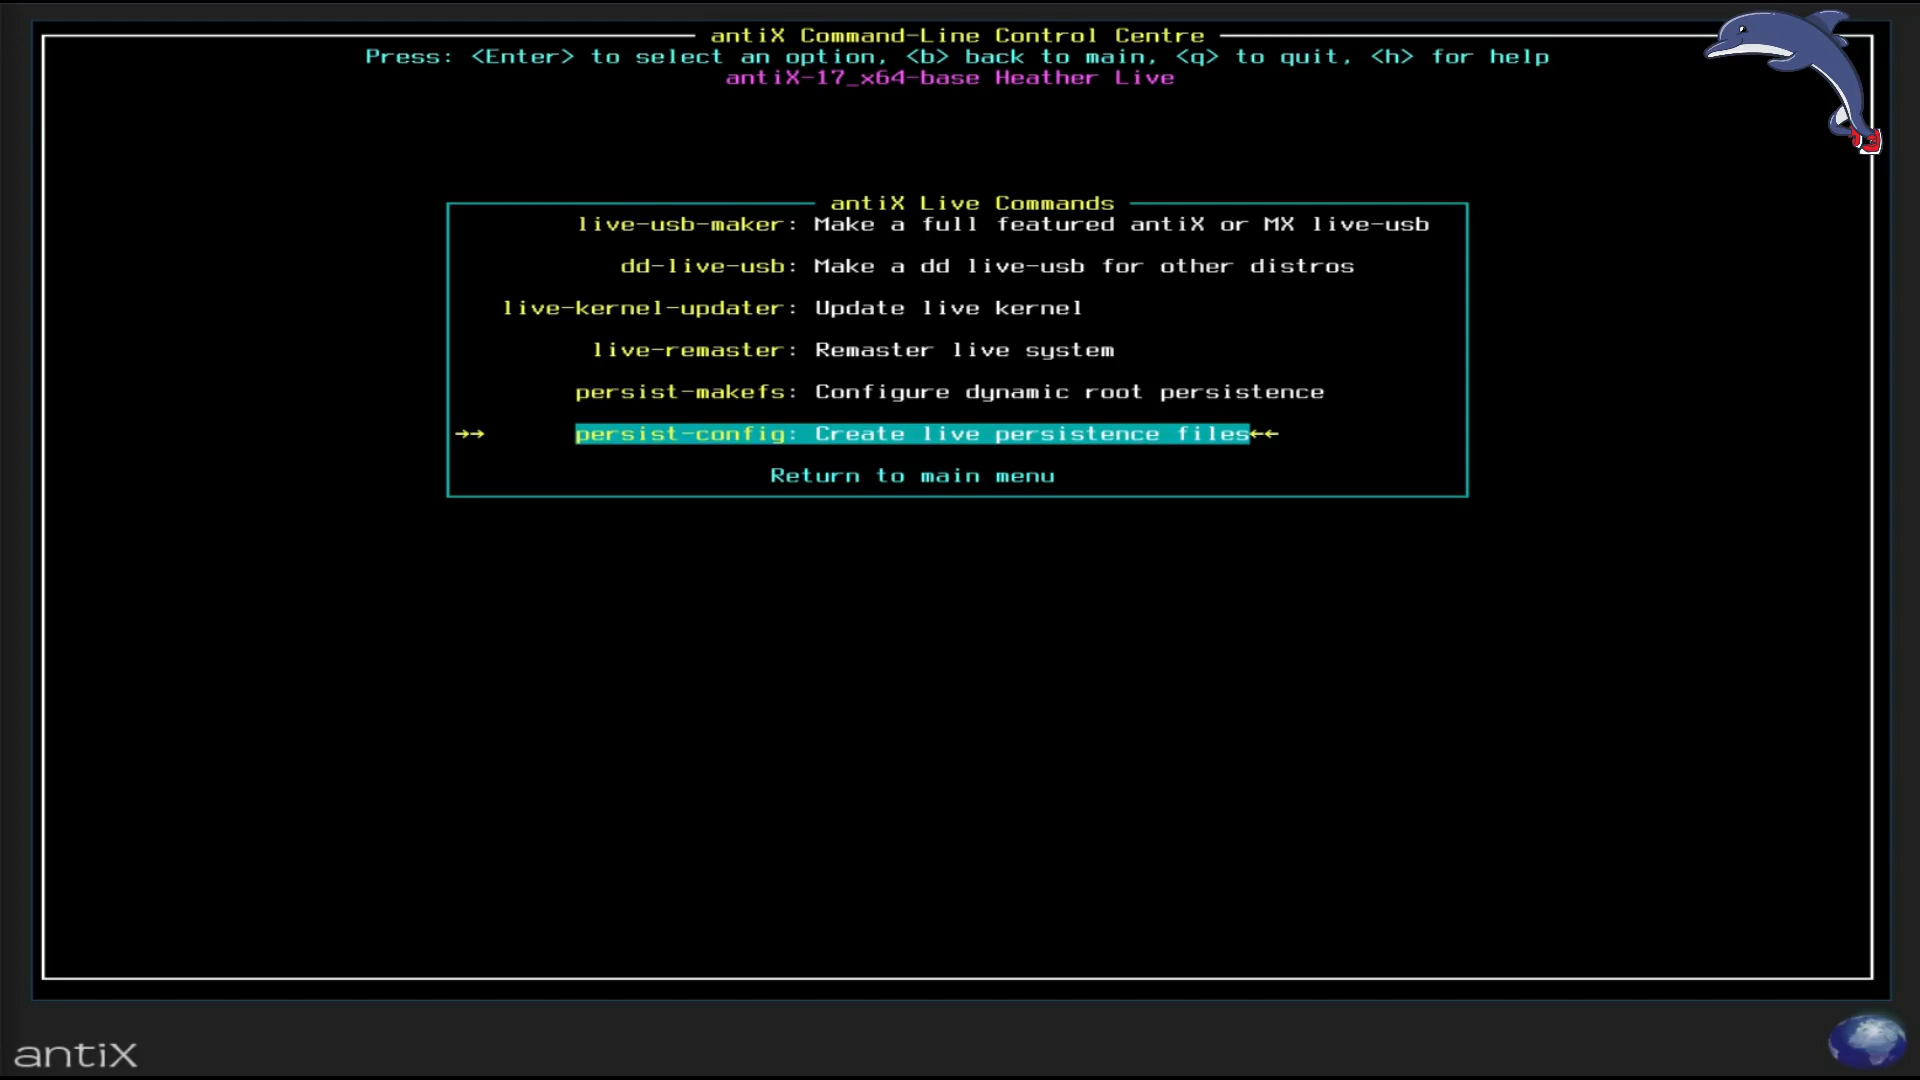 antiX Command-Line Control Centre
Press: <Enter> to select an option, <b> back to main, <q> to quit, <h> for help
antiX-17_x64-base Heather Live
antiX Live Commands
live-usb-maker: Make a full featured antiX or MX live-usb
dd-live-usb: Make a dd live-usb for other distros
live-kernel-updater: Update live kernel
live-remaster: Remaster live system
persist-makefs: Configure dynamic root persistence
→→ persist-config: Create live persistence files←←
Return to main menu
antiX